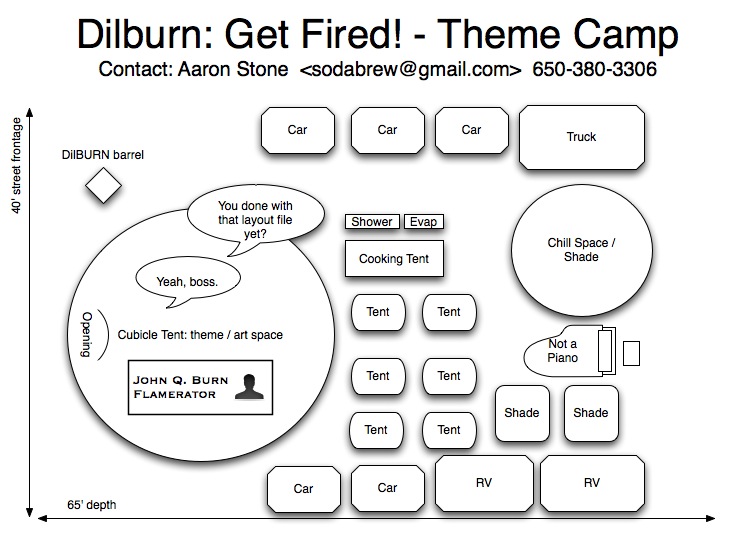 Dilburn: Get Fired! - Theme Camp
Contact: Aaron Stone <sodabrew@gmail.com> 650-380-3306
40' street frontage
Car
Car
Car
Truck
DilBURN barrel
You done with
that layout file
yet?
Shower
Evap
Cooking Tent
Chill Space /
Shade
Yeah, boss.
Opening
Cubicle Tent: theme / art space
John Q. Burn
Flamerator
Tent
Tent
Not a
Piano
Tent
Tent
Shade
Shade
Tent
Tent
Car
Car
RV
RV
65' depth